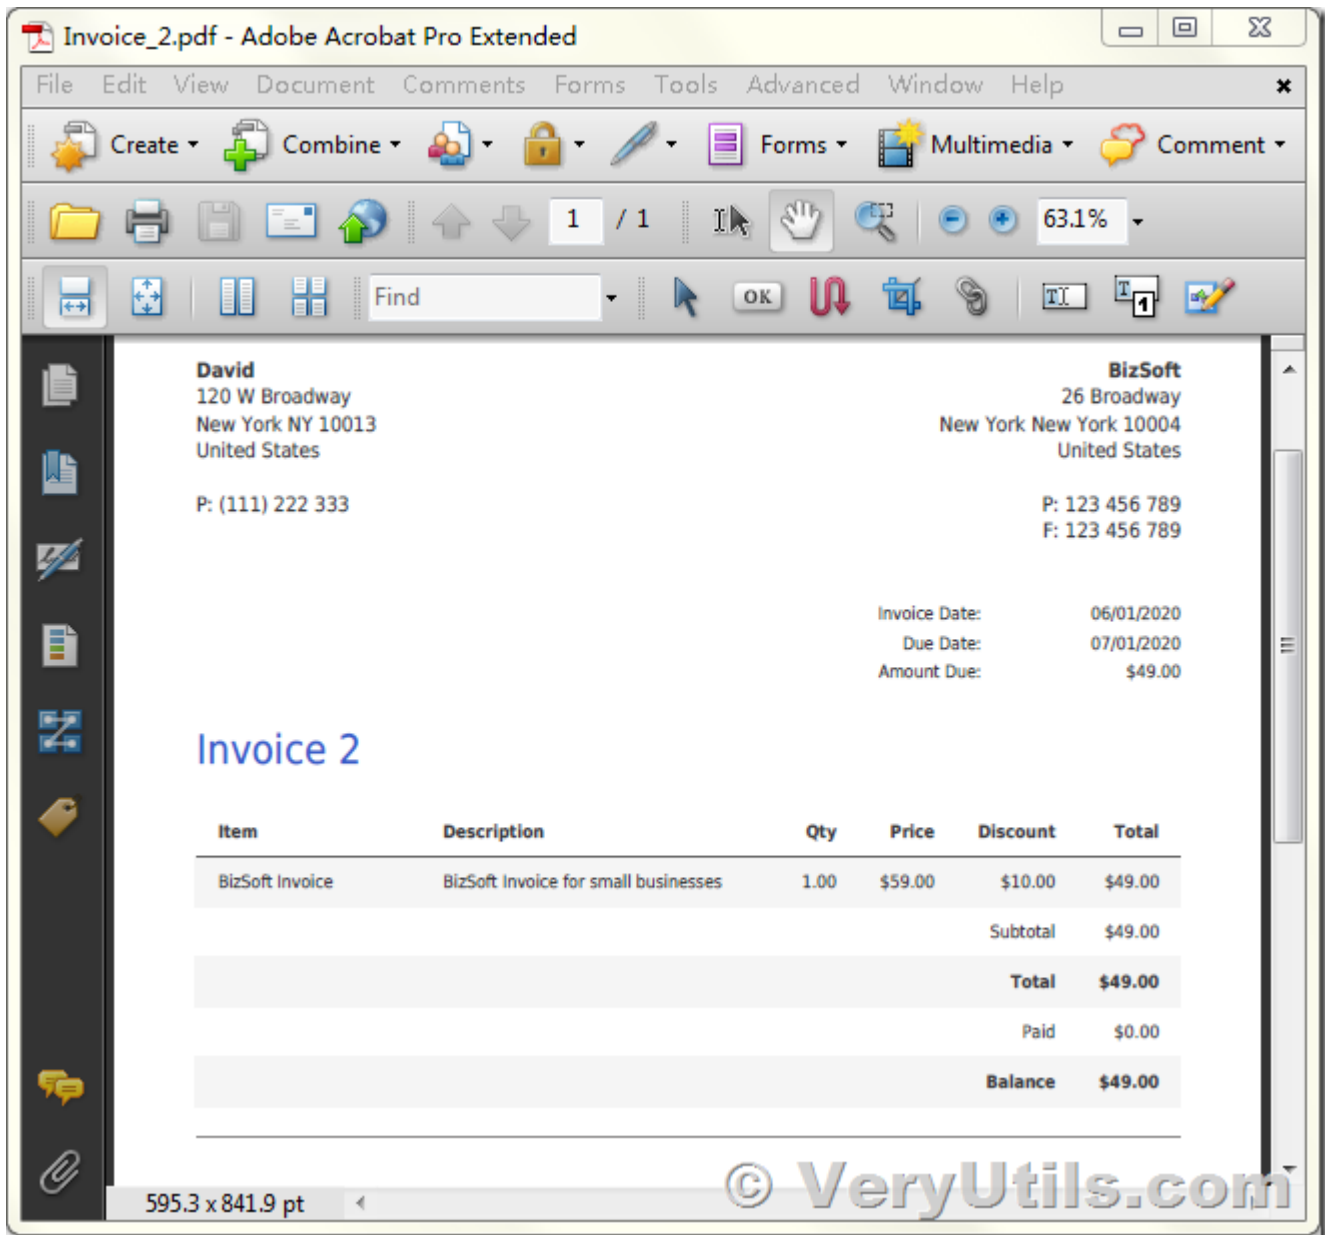 Invoice_2.pdf - Adobe Acrobat Pro Extended
File Edit View Document Comments Forms Tools Advanced Window Help
Create Combine Forms Multimedia Comment
1 / 1 63.1%
Find OK T 1
David
120 W Broadway
New York NY 10013
United States
P: (111) 222 333
BizSoft
26 Broadway
New York New York 10004
United States
P: 123 456 789
F: 123 456 789
Invoice Date: 06/01/2020
Due Date: 07/01/2020
Amount Due: $49.00
Invoice 2
Item Description Qty Price Discount Total
BizSoft Invoice BizSoft Invoice for small businesses 1.00 $59.00 $10.00 $49.00
Subtotal $49.00
Total $49.00
Paid $0.00
Balance $49.00
© VeryUtils.com
595.3 x 841.9 pt